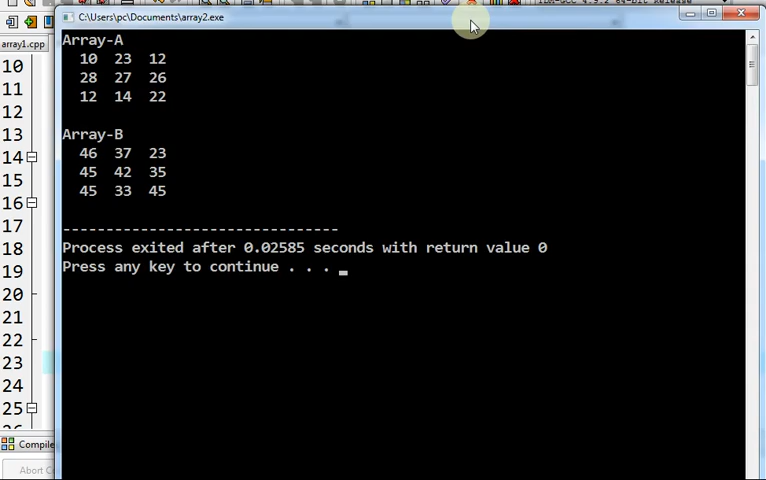 C:\Users\pc\Documents\array2.exe
array1.cpp
Array-A
10 23 12
28 27 26
12 14 22
Array-B
46 37 23
45 42 35
45 33 45
--------------------------------
Process exited after 0.02585 seconds with return value 0
Press any key to continue . . .
10
11
12
13
14
15
16
17
18
19
20
21
22
23
24
25
Compile
Abort Co